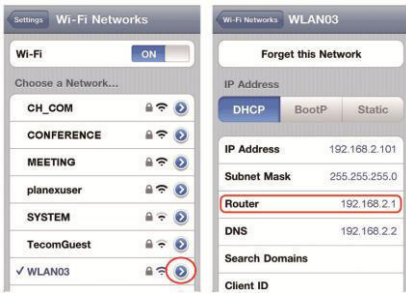 Settings
Wi-Fi Networks
Wi-Fi
ON
Choose a Network...
CH_COM
CONFERENCE
MEETING
planexuser
SYSTEM
TecomGuest
✓ WLAN03
Wi-Fi Networks
WLAN03
Forget this Network
IP Address
DHCP BootP Static
IP Address 192.168.2.101
Subnet Mask 255.255.255.0
Router 192.168.2.1
DNS 192.168.2.2
Search Domains
Client ID